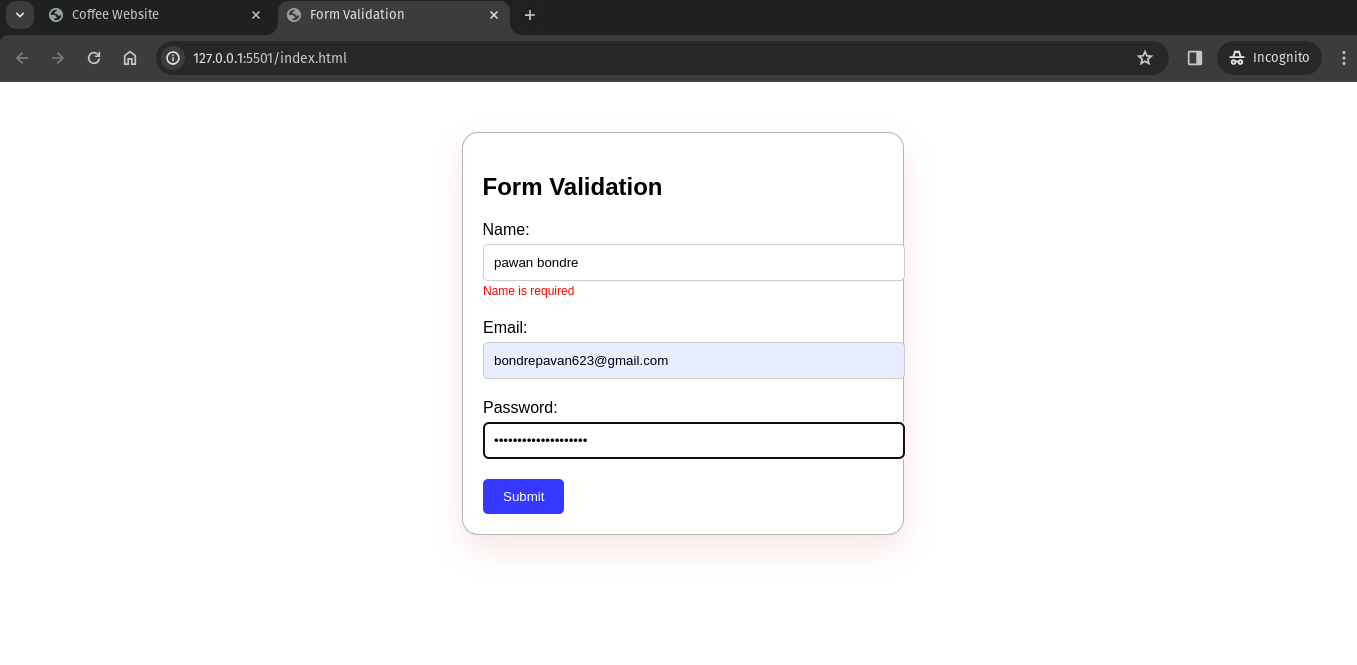 Coffee Website
Form Validation
127.0.0.1:5501/index.html
Incognito
Form Validation
Name:
pawan bondre
Name is required
Email:
bondrepavan623@gmail.com
Password:
••••••••••••••••••••
Submit